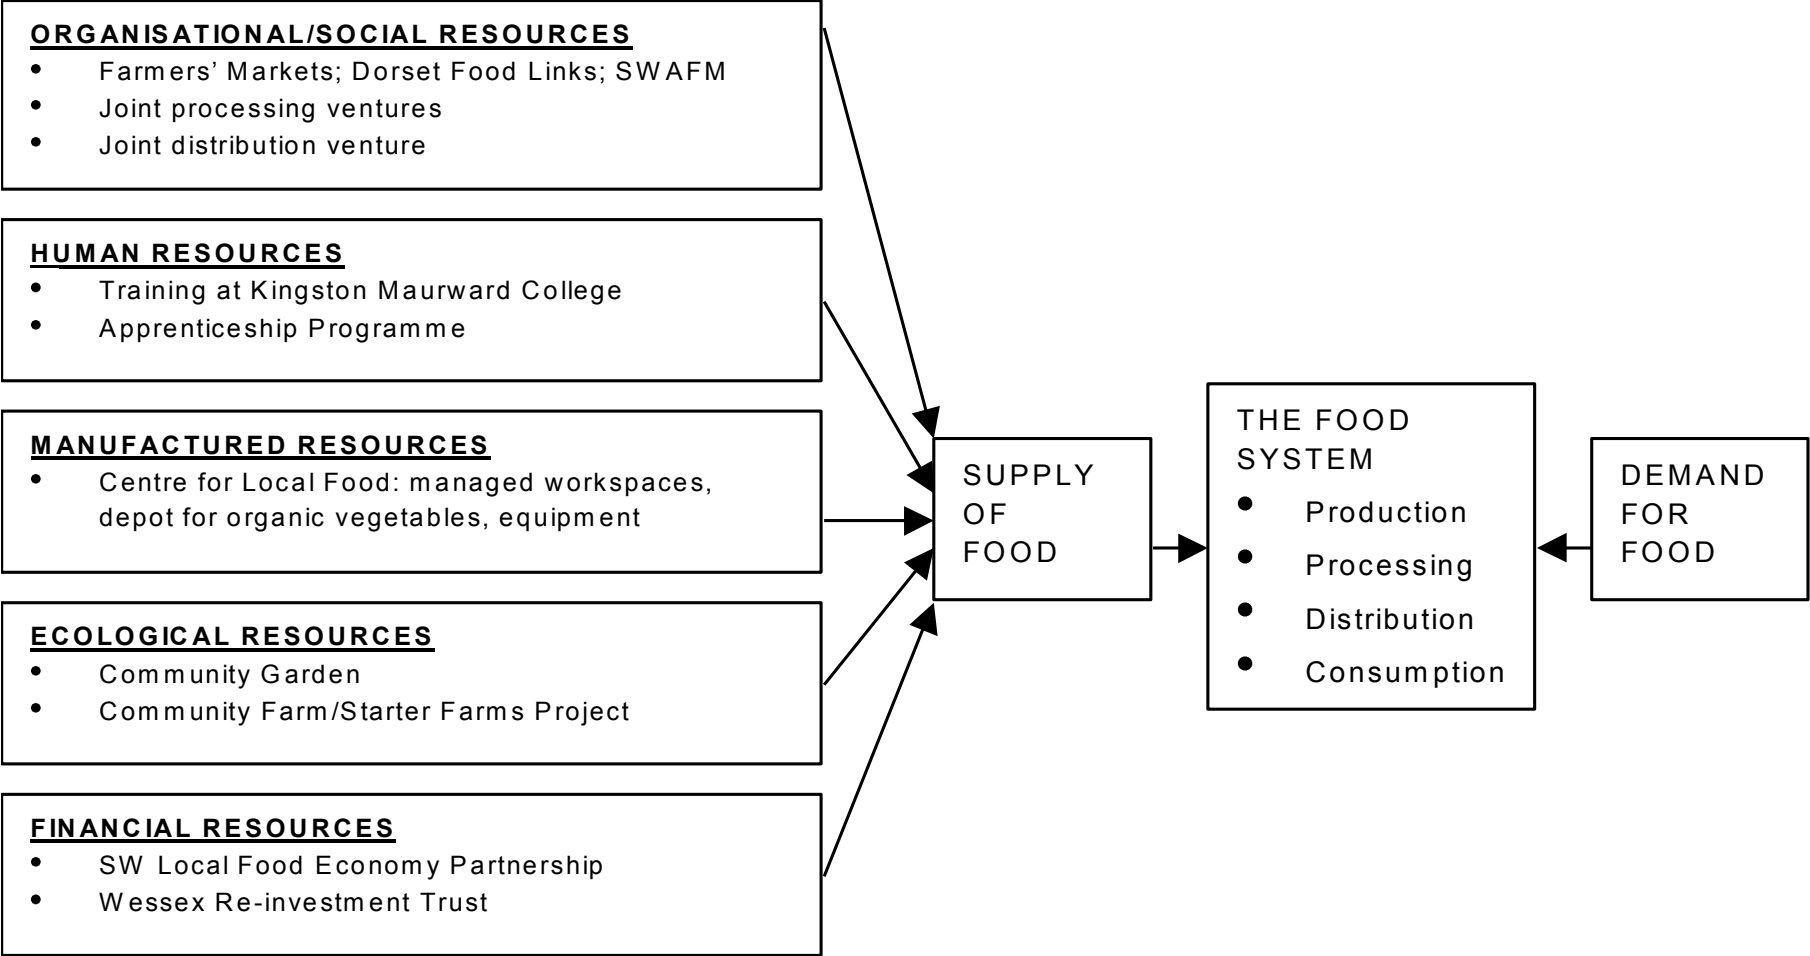 ORGANISATIONAL/SOCIAL RESOURCES
• Farmers’ Markets; Dorset Food Links; SWAFM
• Joint processing ventures
• Joint distribution venture
HUMAN RESOURCES
• Training at Kingston Maurward College
• Apprenticeship Programme
MANUFACTURED RESOURCES
• Centre for Local Food: managed workspaces,
depot for organic vegetables, equipment
ECOLOGICAL RESOURCES
• Community Garden
• Community Farm/Starter Farms Project
FINANCIAL RESOURCES
• SW Local Food Economy Partnership
• Wessex Re-investment Trust
SUPPLY
OF
FOOD
THE FOOD
SYSTEM
• Production
• Processing
• Distribution
• Consumption
DEMAND
FOR
FOOD